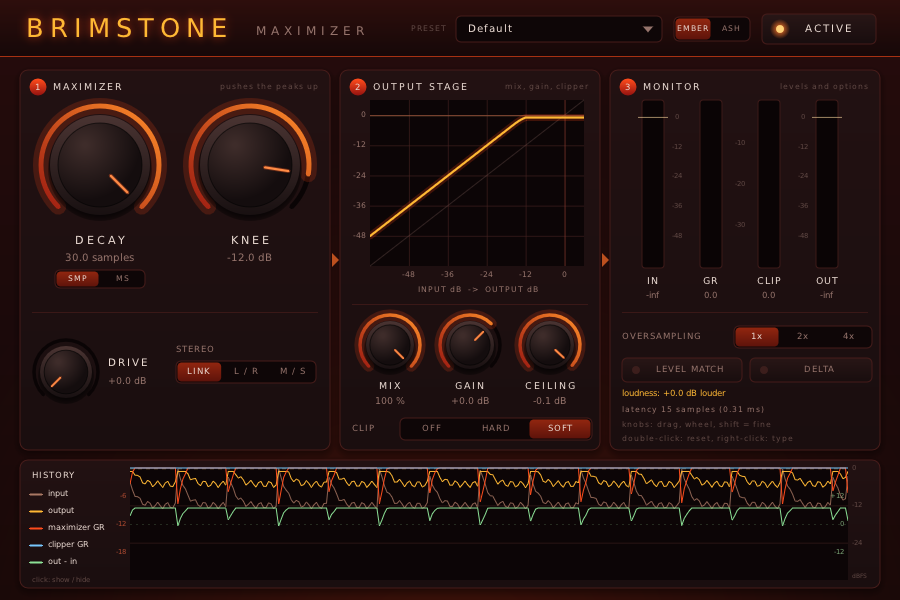 BRIMSTONE MAXIMIZER PRESET Default EMBER ASH ACTIVE
1 MAXIMIZER pushes the peaks up
DECAY KNEE
30.0 samples -12.0 dB
SMP MS
DRIVE
+0.0 dB
STEREO
LINK L / R M / S
2 OUTPUT STAGE mix, gain, clipper
0
-12
-24
-36
-48
-48 -36 -24 -12 0
INPUT dB -> OUTPUT dB
MIX GAIN CEILING
100 % +0.0 dB -0.1 dB
CLIP OFF HARD SOFT
3 MONITOR levels and options
0 0
-12 -10 -12
-24 -20 -24
-36 -30 -36
-48 -48
IN GR CLIP OUT
-inf 0.0 0.0 -inf
OVERSAMPLING 1x 2x 4x
LEVEL MATCH DELTA
loudness: +0.0 dB louder
latency 15 samples (0.31 ms)
knobs: drag, wheel, shift = fine
double-click: reset, right-click: type
HISTORY
input
output
maximizer GR
clipper GR
out - in
click: show / hide
-6
-12
-18
+12
0
-12
0
-12
-24
dBFS